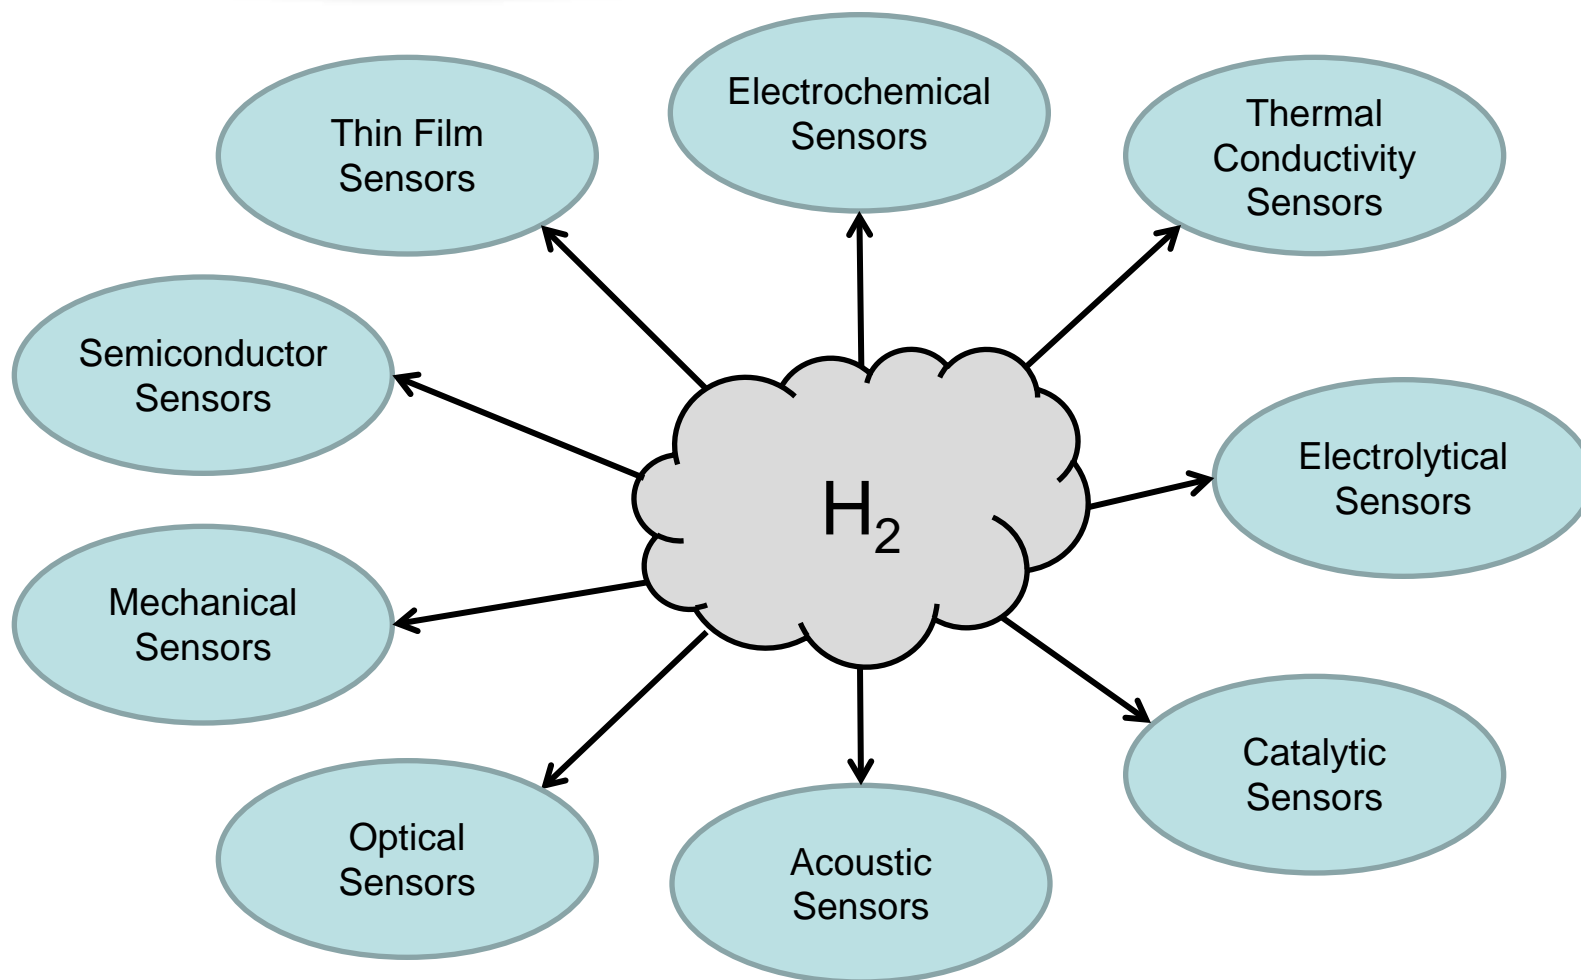 Electrochemical
Sensors
Thin Film
Sensors
Thermal
Conductivity
Sensors
Semiconductor
Sensors
Electrolytical
Sensors
H₂
Mechanical
Sensors
Catalytic
Sensors
Optical
Sensors
Acoustic
Sensors